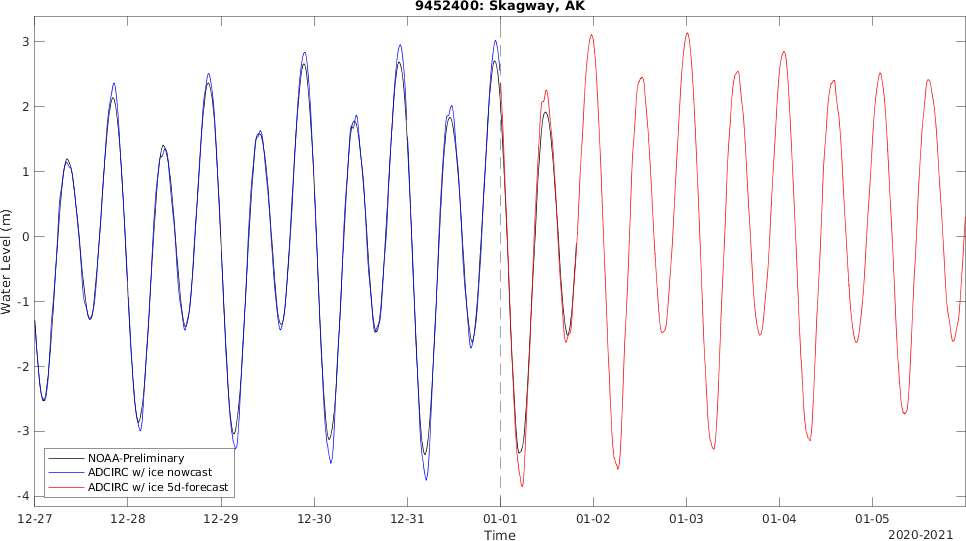 9452400: Skagway, AK
3
2
1
0
-1
-2
-3
-4
Water Level (m)
NOAA-Preliminary
ADCIRC w/ ice nowcast
ADCIRC w/ ice 5d-forecast
12-27 12-28 12-29 12-30 12-31 01-01 01-02 01-03 01-04 01-05
Time
2020-2021